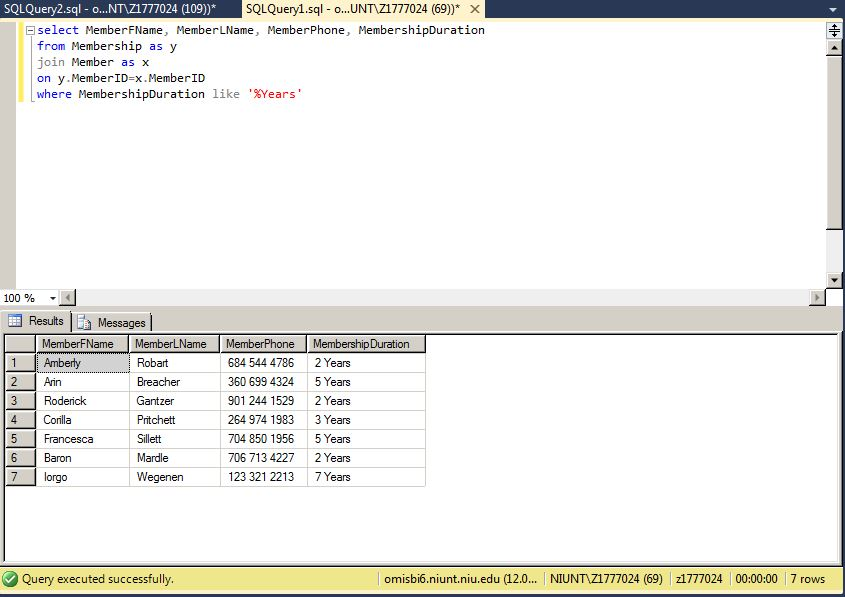 SQLQuery2.sql - o...NT\Z1777024 (109))* SQLQuery1.sql - o...UNT\Z1777024 (69))*
select MemberFName, MemberLName, MemberPhone, MembershipDuration
from Membership as y
join Member as x
on y.MemberID=x.MemberID
where MembershipDuration like '%Years'
100 %
Results Messages
MemberFName MemberLName MemberPhone MembershipDuration
1 Amberly Robart 684 544 4786 2 Years
2 Arin Breacher 360 699 4324 5 Years
3 Roderick Gantzer 901 244 1529 2 Years
4 Corilla Pritchett 264 974 1983 3 Years
5 Francesca Sillett 704 850 1956 5 Years
6 Baron Mardle 706 713 4227 2 Years
7 Iorgo Wegenen 123 321 2213 7 Years
Query executed successfully. omisbi6.niunt.niu.edu (12.0... NIUNT\Z1777024 (69) z1777024 00:00:00 7 rows